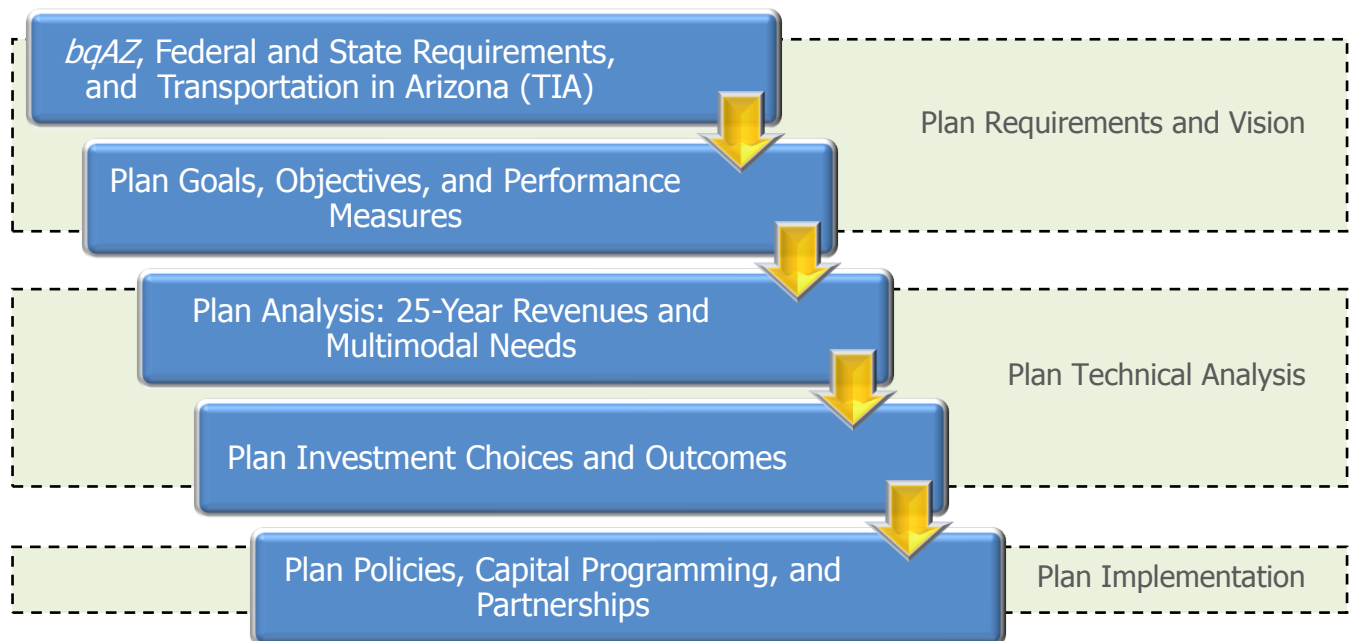 bqAZ, Federal and State Requirements,
and Transportation in Arizona (TIA)
Plan Requirements and Vision
Plan Goals, Objectives, and Performance
Measures
Plan Analysis: 25-Year Revenues and
Multimodal Needs
Plan Technical Analysis
Plan Investment Choices and Outcomes
Plan Policies, Capital Programming, and
Partnerships
Plan Implementation